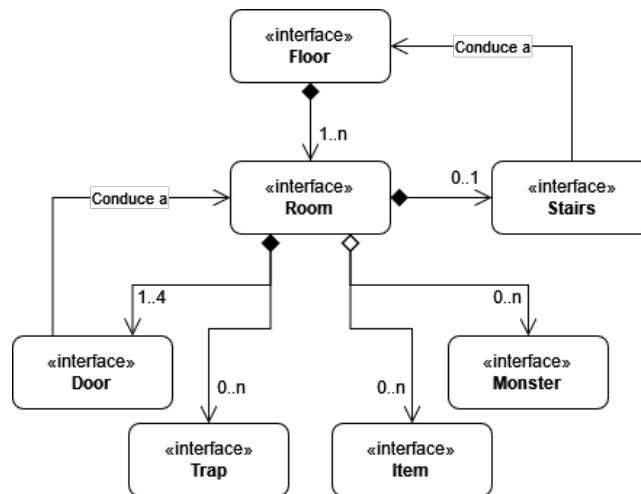 «interface»
Floor
Conduce a
1..n
«interface»
Room
Conduce a
0..1
«interface»
Stairs
1..4
0..n
«interface»
Door
«interface»
Monster
0..n
0..n
«interface»
Trap
«interface»
Item